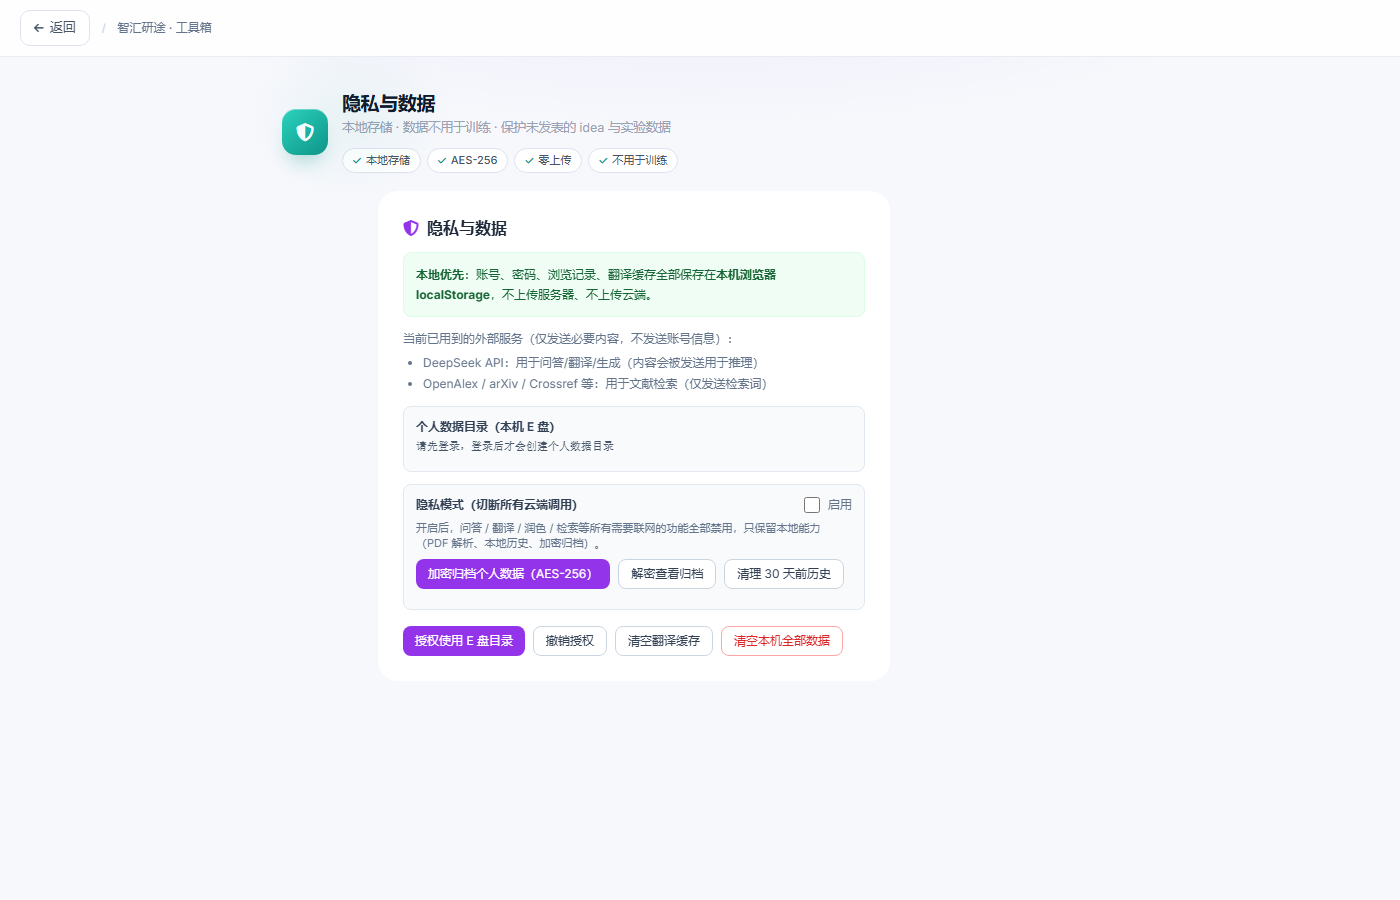 ← 返回 / 智汇研途 · 工具箱
隐私与数据
本地存储 · 数据不用于训练 · 保护未发表的 idea 与实验数据
✓ 本地存储 ✓ AES-256 ✓ 零上传 ✓ 不用于训练
隐私与数据
本地优先：账号、密码、浏览记录、翻译缓存全部保存在本机浏览器
localStorage，不上传服务器、不上传云端。
当前已用到的外部服务（仅发送必要内容，不发送账号信息）：
• DeepSeek API：用于问答/翻译/生成（内容会被发送用于推理）
• OpenAlex / arXiv / Crossref 等：用于文献检索（仅发送检索词）
个人数据目录（本机 E 盘）
请先登录，登录后才会创建个人数据目录
隐私模式（切断所有云端调用） 启用
开启后，问答 / 翻译 / 润色 / 检索等所有需要联网的功能全部禁用，只保留本地能力
（PDF 解析、本地历史、加密归档）。
加密归档个人数据（AES-256） 解密查看归档 清理 30 天前历史
授权使用 E 盘目录 撤销授权 清空翻译缓存 清空本机全部数据